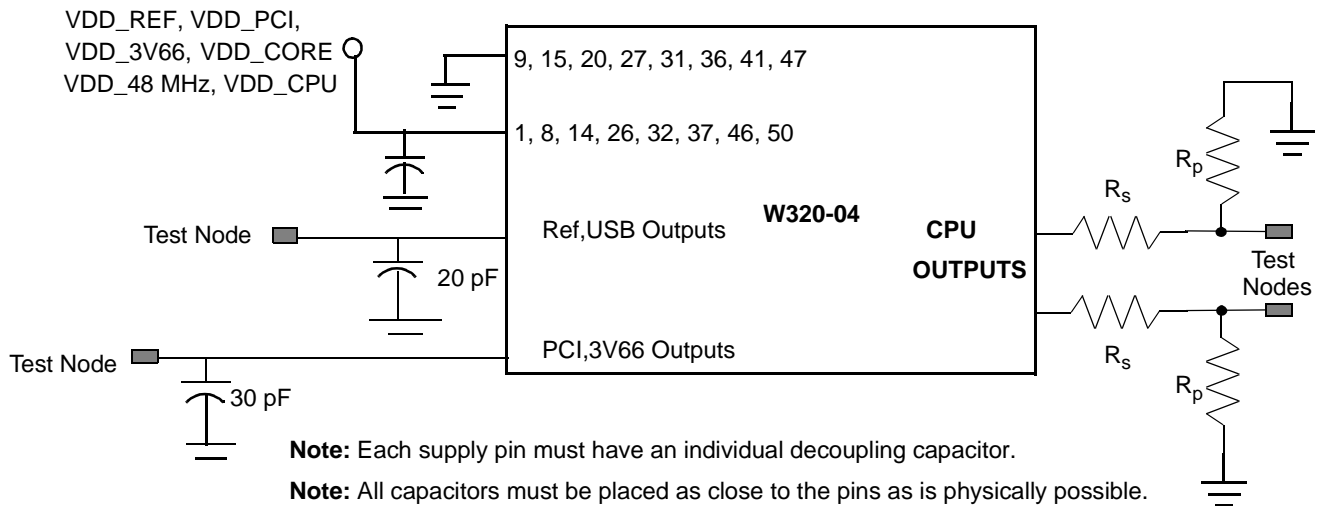 VDD_REF, VDD_PCI,
VDD_3V66, VDD_CORE
VDD_48 MHz, VDD_CPU
9, 15, 20, 27, 31, 36, 41, 47
1, 8, 14, 26, 32, 37, 46, 50
W320-04
Test Node
Ref,USB Outputs
20 pF
CPU
OUTPUTS
Rs
Rp
Test
Nodes
Test Node
PCI,3V66 Outputs
30 pF
Rs
Rp
Note: Each supply pin must have an individual decoupling capacitor.
Note: All capacitors must be placed as close to the pins as is physically possible.